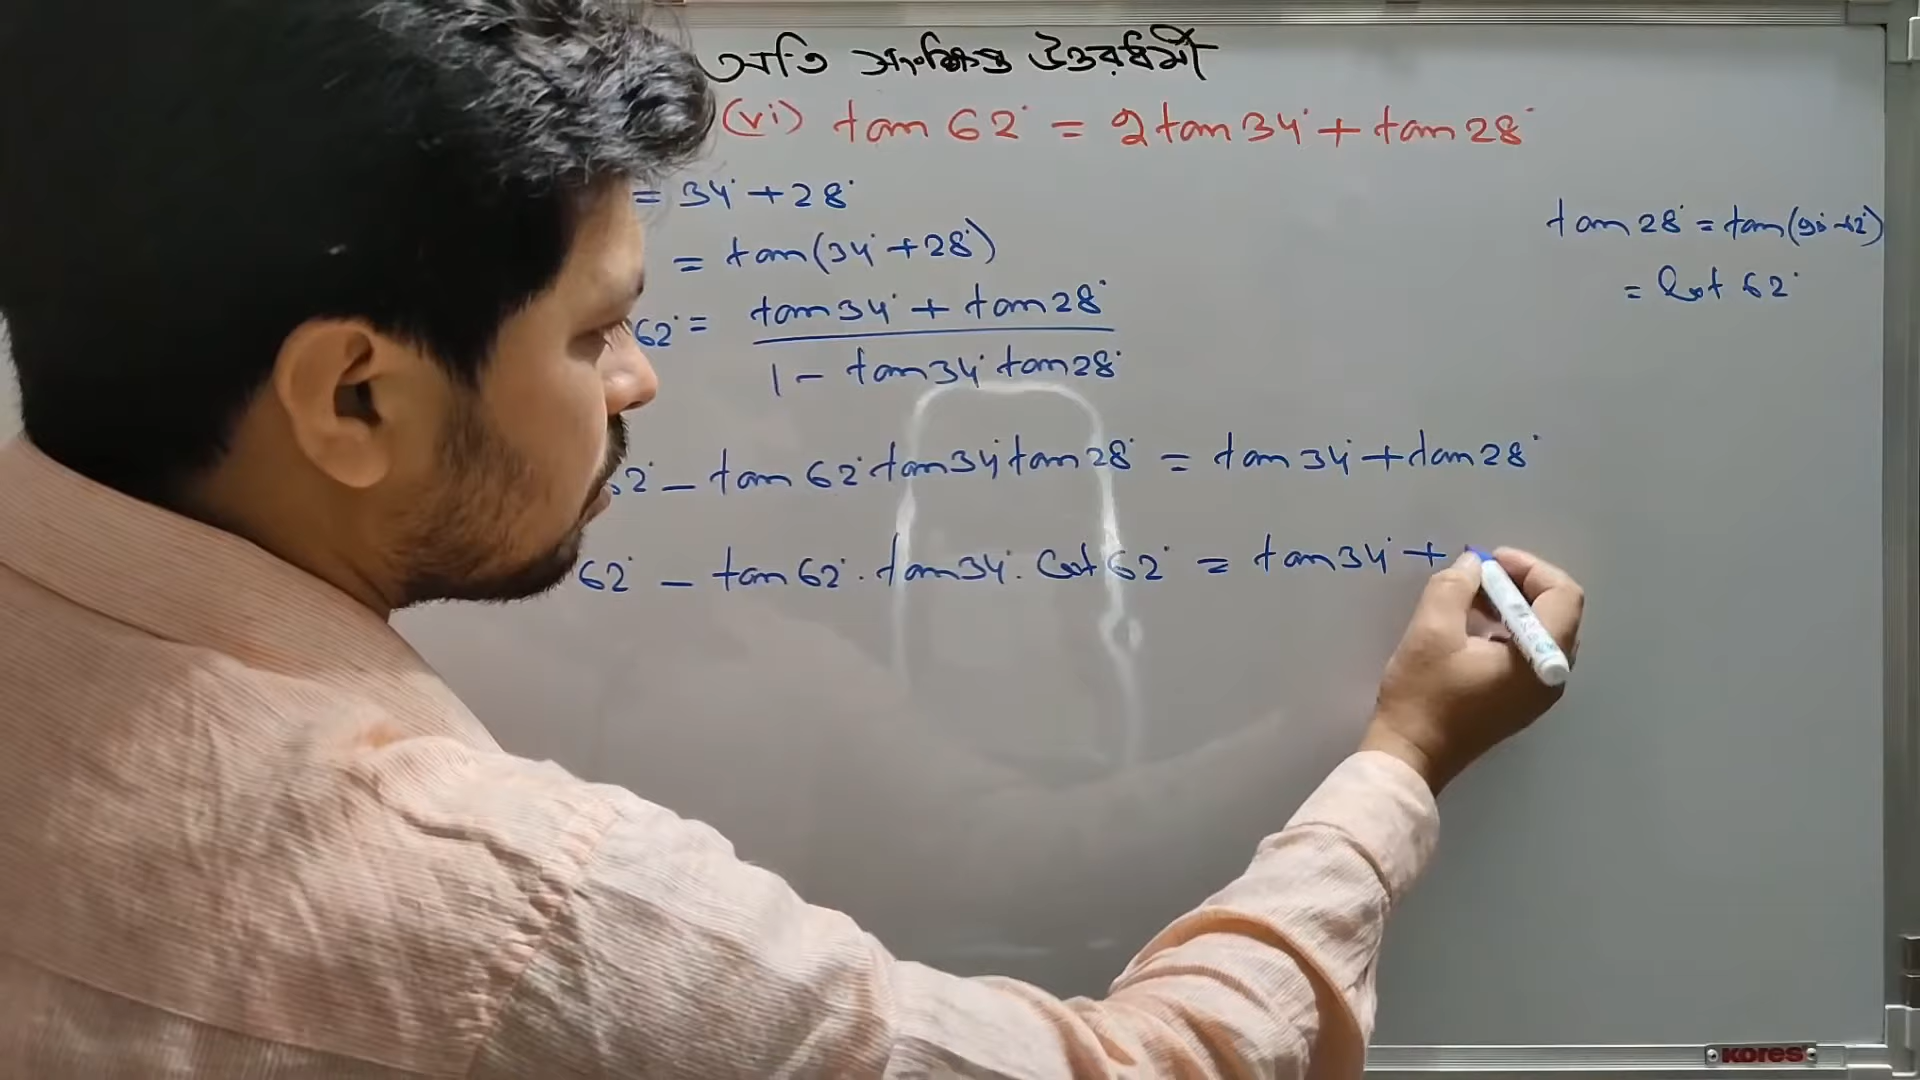 অতি সংক্ষিপ্ত উত্তরধর্মী
(vi) tan 62° = 2 tan 34° + tan 28°
= 34° + 28°
= tan(34° + 28°)
62° = tan 34° + tan 28°
1 - tan 34° tan 28°
62° - tan 62° tan 34° tan 28° = tan 34° + tan 28°
62° - tan 62° . tan 34° . Cot 62° = tan 34° +
tan 28° = tan(90° - 62°)
= Cot 62°
kores